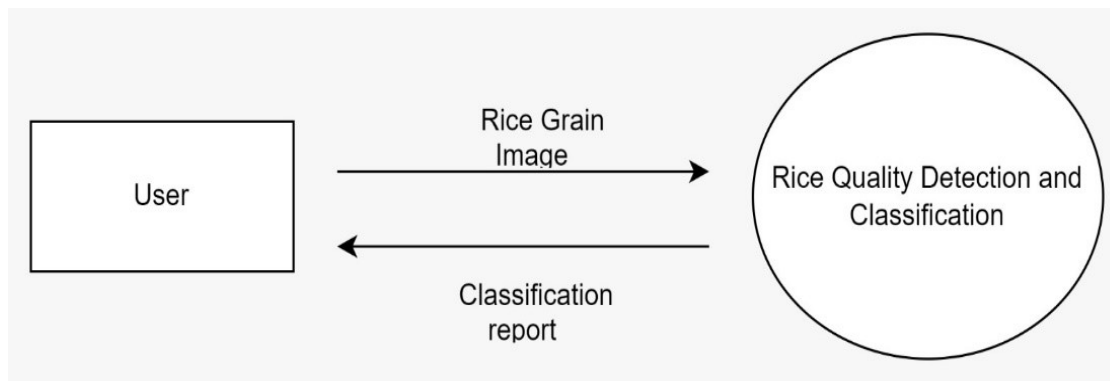 User
Rice Grain
Image
Rice Quality Detection and
Classification
Classification
report